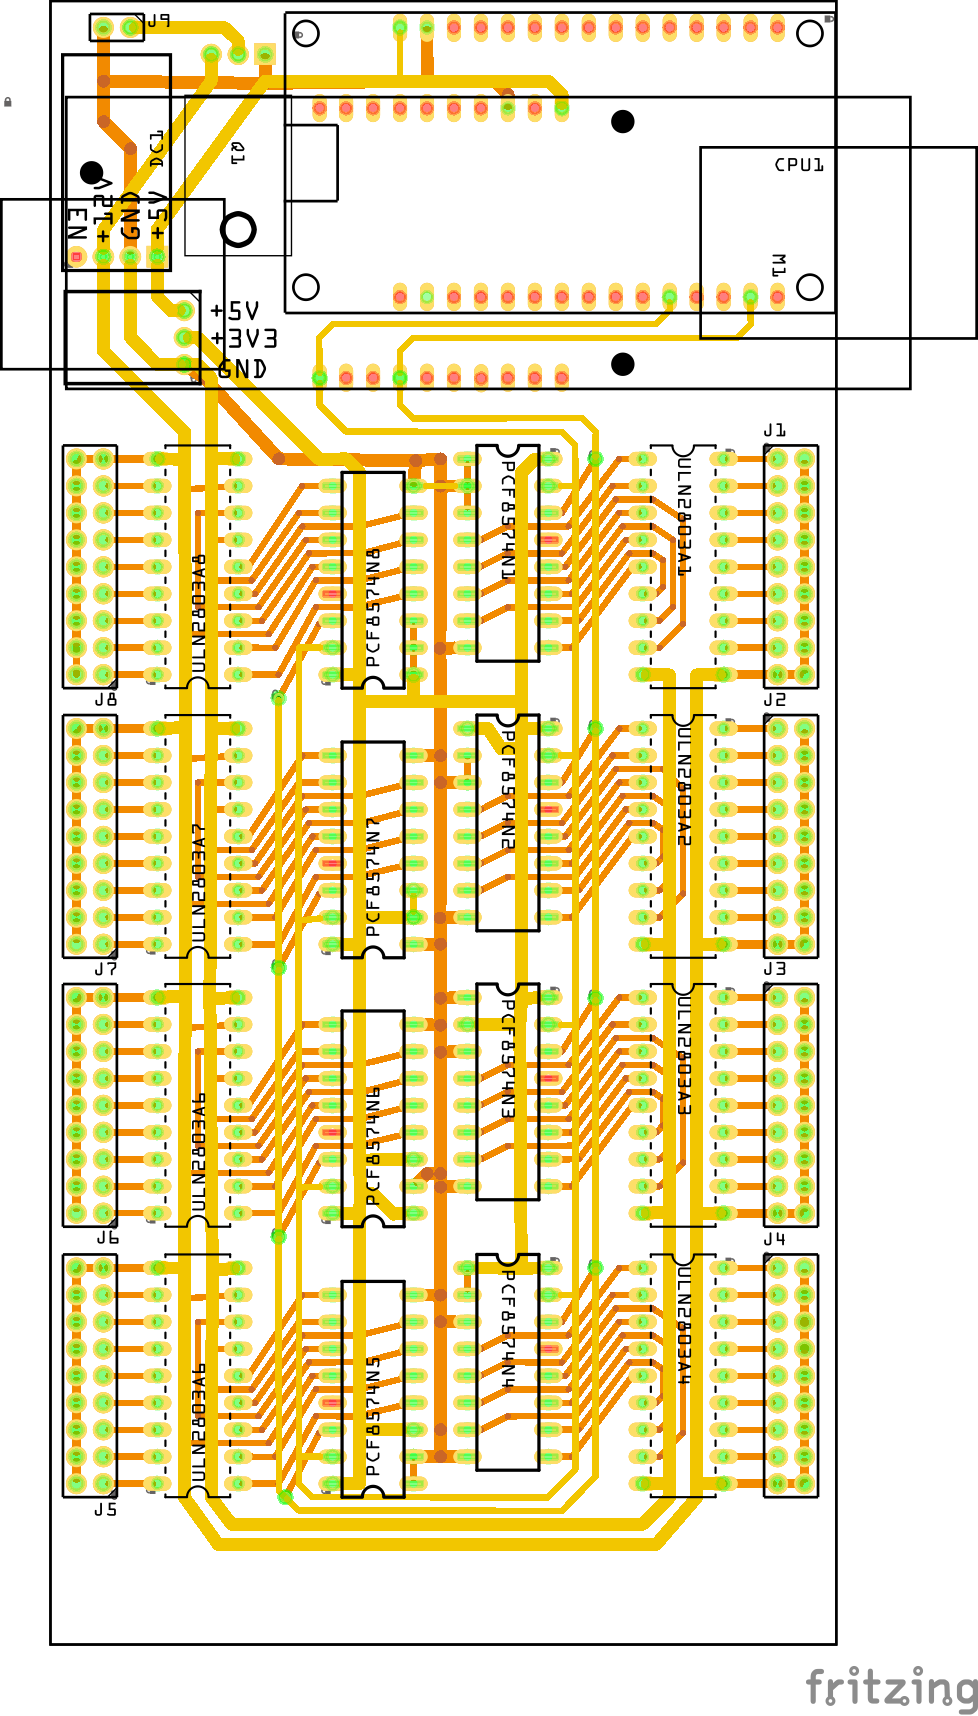 J9
CPU1
DC1
Q1
EN
+12V
GND
+5V
M1
+5V
+3V3
GND
J1
PCF8574N1
ULN2803A1
ULN2803A8
PCF8574N8
J8
J2
PCF8574N2
ULN2803A2
ULN2803A7
PCF8574N7
J7
J3
PCF8574N3
ULN2803A3
ULN2803A6
PCF8574N6
J6
J4
PCF8574N4
ULN2803A4
PCF8574N5
J5
fritzing